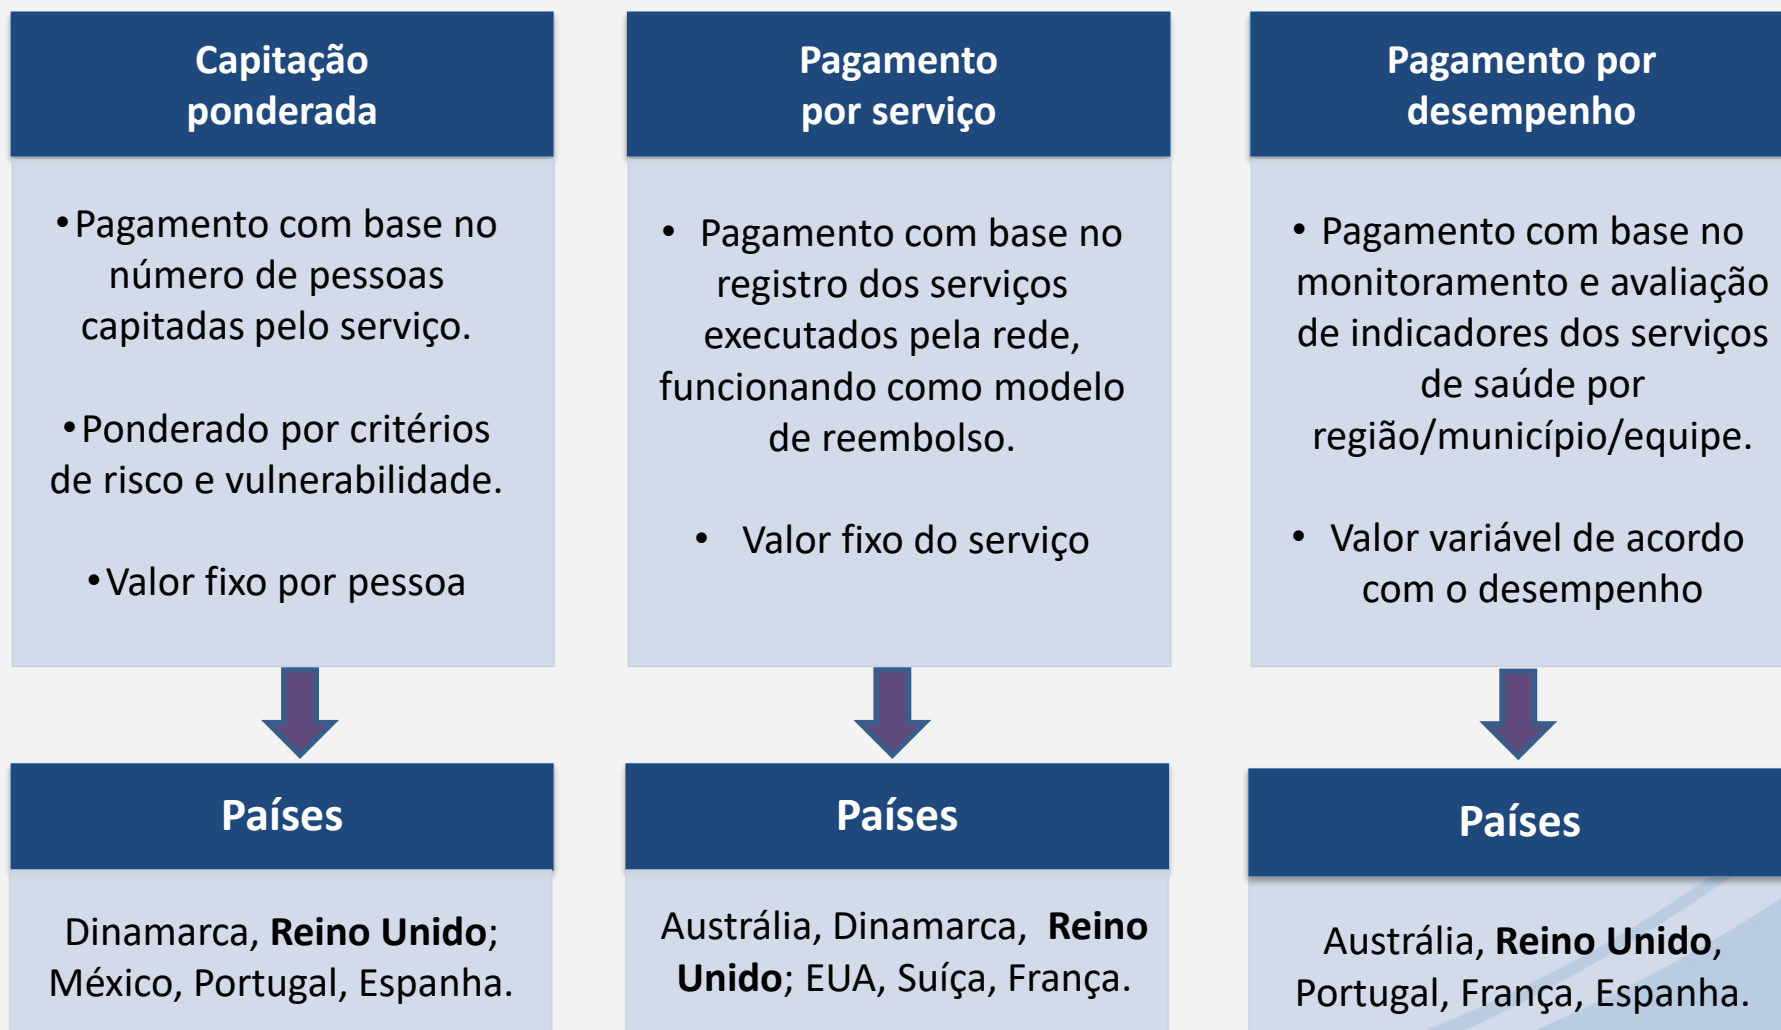 Capitação
ponderada
•Pagamento com base no
número de pessoas
capitadas pelo serviço.
•Ponderado por critérios
de risco e vulnerabilidade.
•Valor fixo por pessoa
Países
Dinamarca, Reino Unido;
México, Portugal, Espanha.
Pagamento
por serviço
• Pagamento com base no
registro dos serviços
executados pela rede,
funcionando como modelo
de reembolso.
• Valor fixo do serviço
Países
Austrália, Dinamarca, Reino
Unido; EUA, Suíça, França.
Pagamento por
desempenho
• Pagamento com base no
monitoramento e avaliação
de indicadores dos serviços
de saúde por
região/município/equipe.
• Valor variável de acordo
com o desempenho
Países
Austrália, Reino Unido,
Portugal, França, Espanha.